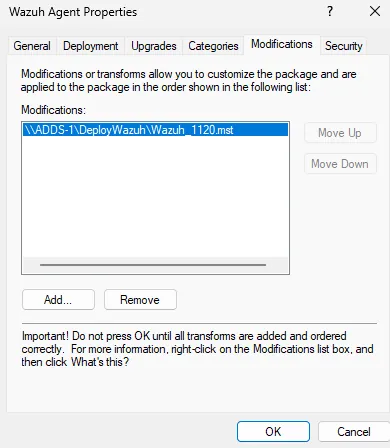 Wazuh Agent Properties
?
General Deployment Upgrades Categories Modifications Security
Modifications or transforms allow you to customize the package and are
applied to the package in the order shown in the following list:
Modifications:
\\ADDS-1\DeployWazuh\Wazuh_1120.mst
Move Up
Move Down
Add...
Remove
Important! Do not press OK until all transforms are added and ordered
correctly. For more information, right-click on the Modifications list box, and
then click What's this?
OK
Cancel